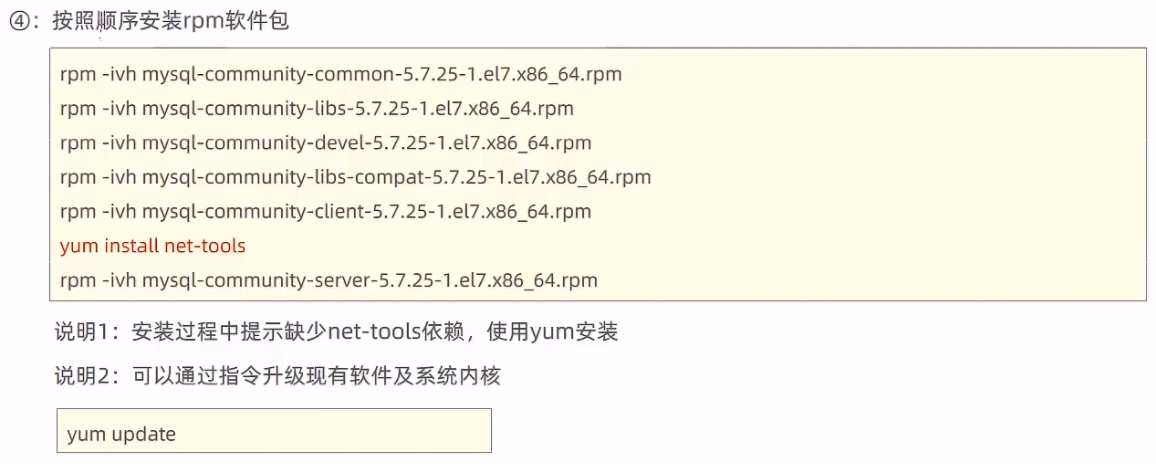 ④：按照顺序安装rpm软件包
rpm -ivh mysql-community-common-5.7.25-1.el7.x86_64.rpm
rpm -ivh mysql-community-libs-5.7.25-1.el7.x86_64.rpm
rpm -ivh mysql-community-devel-5.7.25-1.el7.x86_64.rpm
rpm -ivh mysql-community-libs-compat-5.7.25-1.el7.x86_64.rpm
rpm -ivh mysql-community-client-5.7.25-1.el7.x86_64.rpm
yum install net-tools
rpm -ivh mysql-community-server-5.7.25-1.el7.x86_64.rpm
说明1：安装过程中提示缺少net-tools依赖，使用yum安装
说明2：可以通过指令升级现有软件及系统内核
yum update